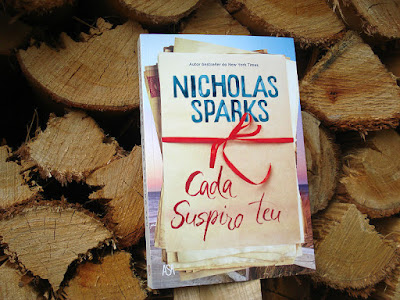 Autor bestseller do New York Times
NICHOLAS
SPARKS
Cada
Suspiro teu
ASA